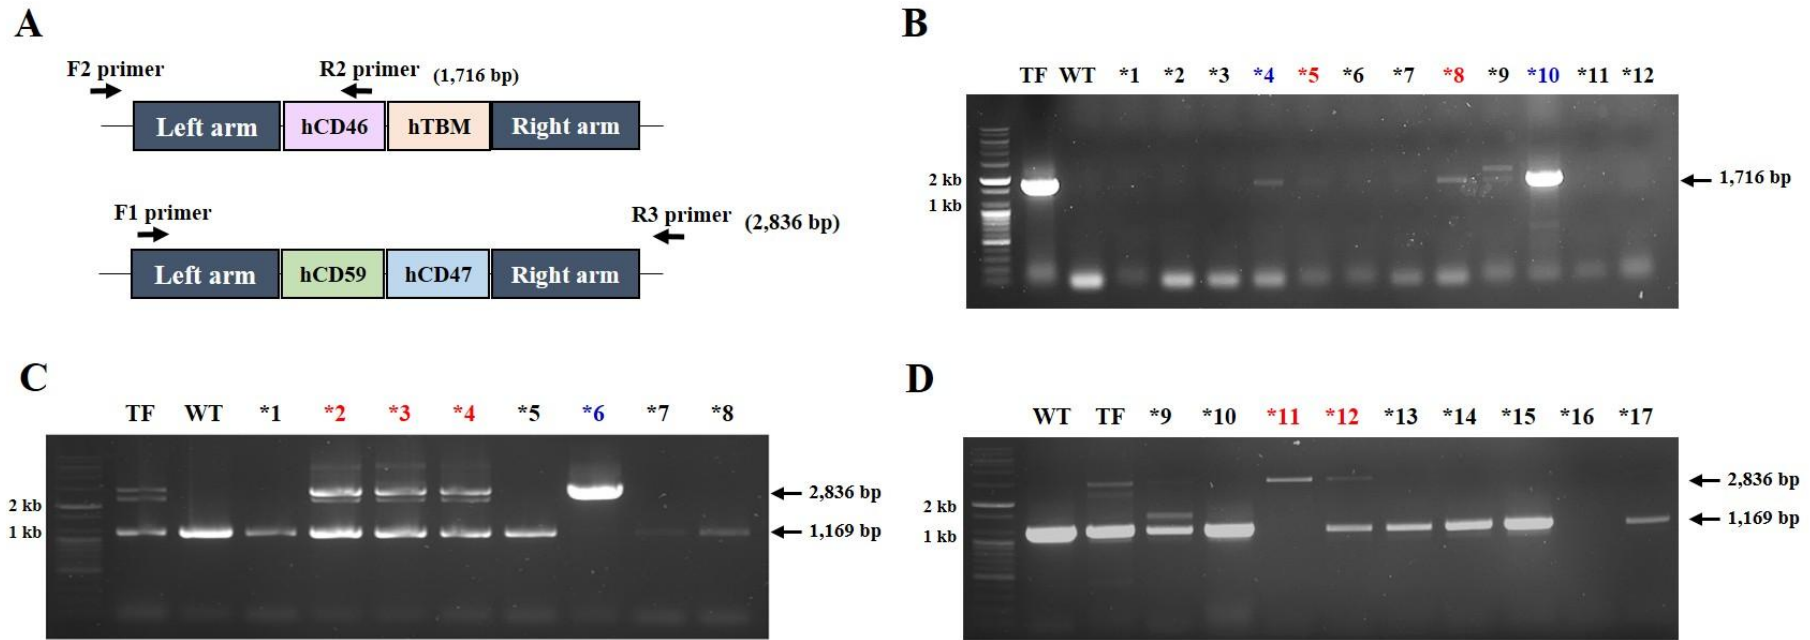 A
F2 primer
R2 primer
(1,716 bp)
Left arm
hCD46
hTBM
Right arm
F1 primer
R3 primer
(2,836 bp)
Left arm
hCD59
hCD47
Right arm
B
TF WT *1 *2 *3 *4 *5 *6 *7 *8 *9 *10 *11 *12
2 kb
1 kb
1,716 bp
C
TF WT *1 *2 *3 *4 *5 *6 *7 *8
2 kb
1 kb
2,836 bp
1,169 bp
D
WT TF *9 *10 *11 *12 *13 *14 *15 *16 *17
2 kb
1 kb
2,836 bp
1,169 bp